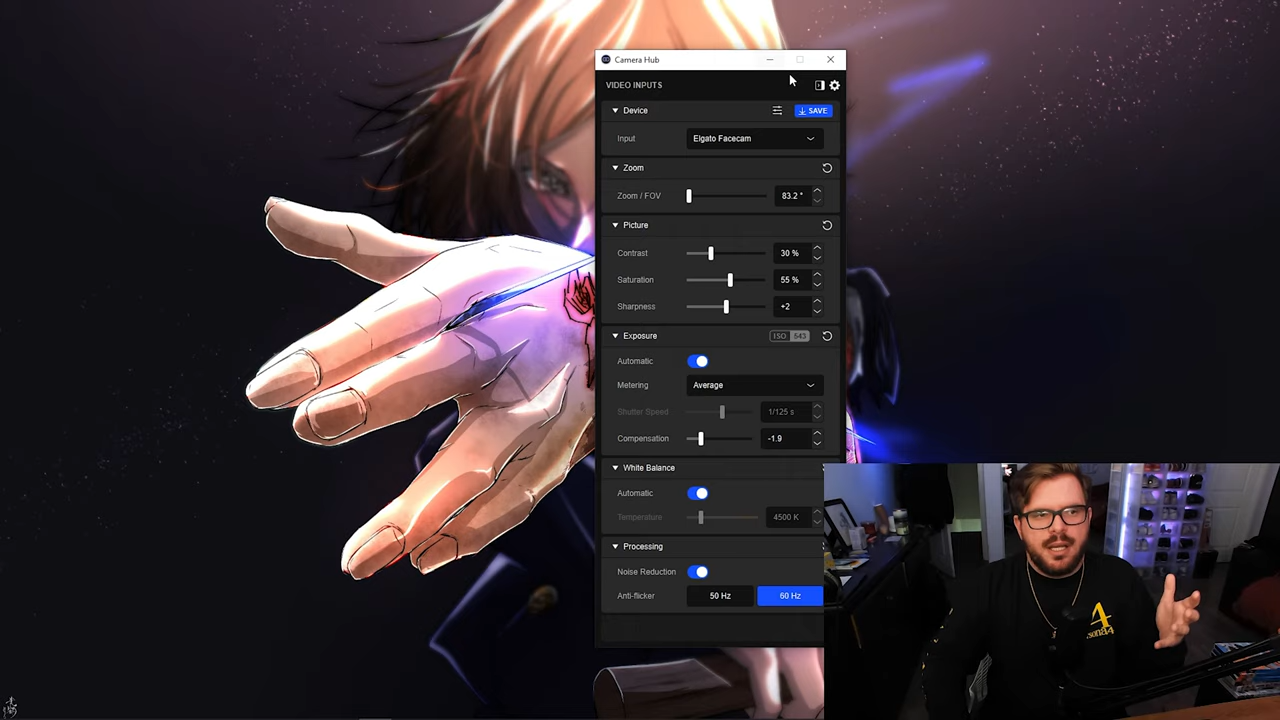 Camera Hub
VIDEO INPUTS
Device
SAVE
Input
Elgato Facecam
Zoom
Zoom / FOV
83.2 °
Picture
Contrast
30 %
Saturation
55 %
Sharpness
+2
Exposure
ISO 543
Automatic
Metering
Average
Shutter Speed
1/125 s
Compensation
-1.9
White Balance
Automatic
Temperature
4500 K
Processing
Noise Reduction
Anti-flicker
50 Hz
60 Hz